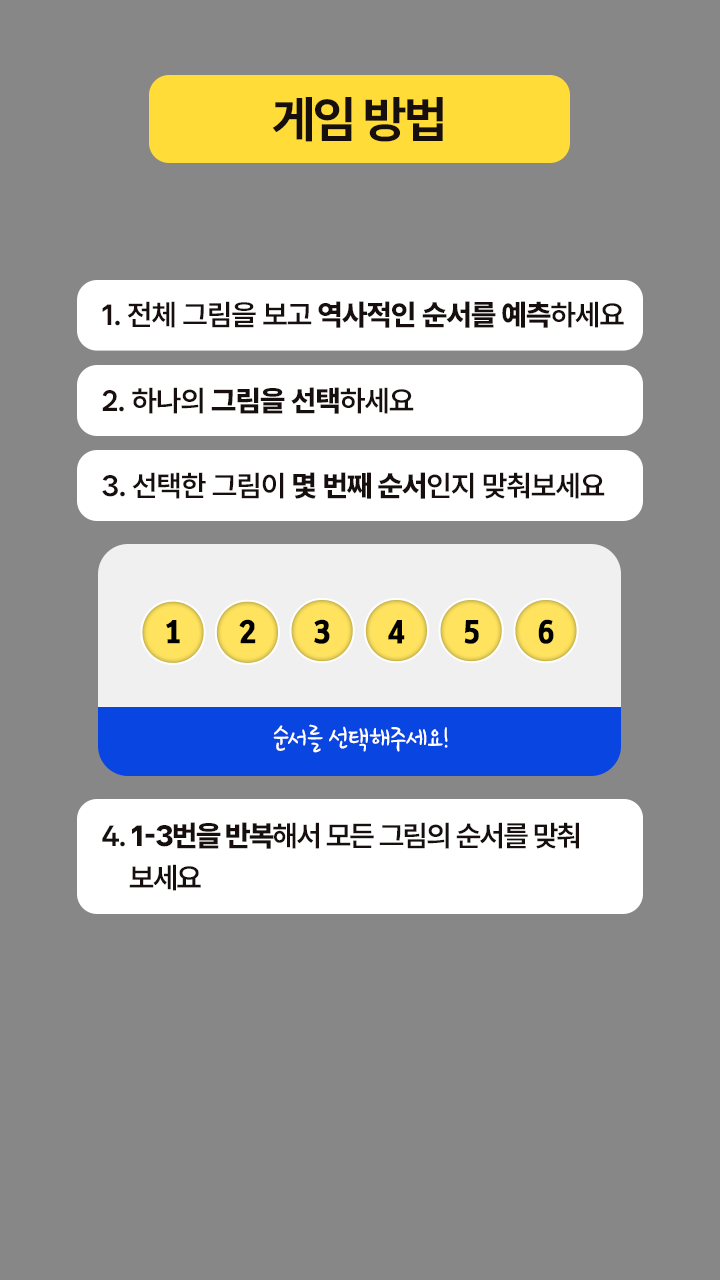 게임 방법
1. 전체 그림을 보고 역사적인 순서를 예측하세요
2. 하나의 그림을 선택하세요
3. 선택한 그림이 몇 번째 순서인지 맞춰보세요
1 2 3 4 5 6
순서를 선택해주세요!
4. 1-3번을 반복해서 모든 그림의 순서를 맞춰
보세요